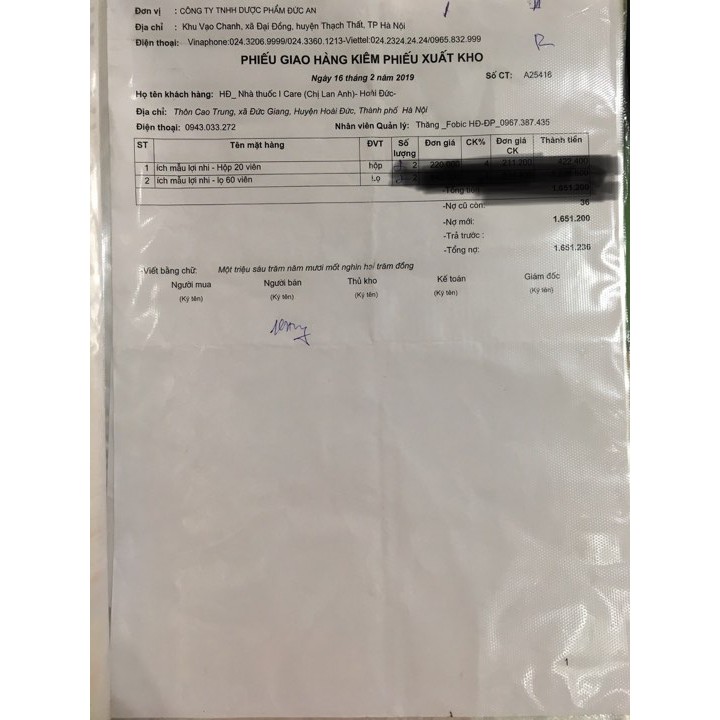 Đơn vị : CÔNG TY TNHH DƯỢC PHẨM ĐỨC AN
Địa chỉ : Khu Vạo Chanh, xã Đại Đồng, huyện Thạch Thất, TP Hà Nội
Điện thoại: Vinaphone:024.3206.9999/024.3360.1213-Viettel:024.2324.24.24/0965.832.999
PHIẾU GIAO HÀNG KIÊM PHIẾU XUẤT KHO
Ngày 16 tháng 2 năm 2019 Số CT: A25416
Họ tên khách hàng: HĐ_ Nhà thuốc I Care (Chị Lan Anh)- Hoài Đức-
Địa chỉ: Thôn Cao Trung, xã Đức Giang, Huyện Hoài Đức, Thành phố Hà Nội
Điện thoại: 0943.033.272 Nhân viên Quản lý: Thăng _Fobic HĐ-ĐP_0967.387.435
ST Tên mặt hàng ĐVT Số lượng Đơn giá CK% Đơn giá CK Thành tiền
1 ích mẫu lợi nhi - Hộp 20 viên hộp 2
2 ích mẫu lợi nhi - lọ 60 viên Lọ 2
-Tổng tiền 1.651.200
-Nợ cũ còn: 36
-Nợ mới: 1.651.200
-Trả trước :
-Tổng nợ: 1.651.236
-Viết bằng chữ: Một triệu sáu trăm năm mươi mốt nghìn hai trăm đồng
Người mua Người bán Thủ kho Kế toán Giám đốc
(Ký tên) (Ký tên) (Ký tên) (Ký tên) (Ký tên)
1